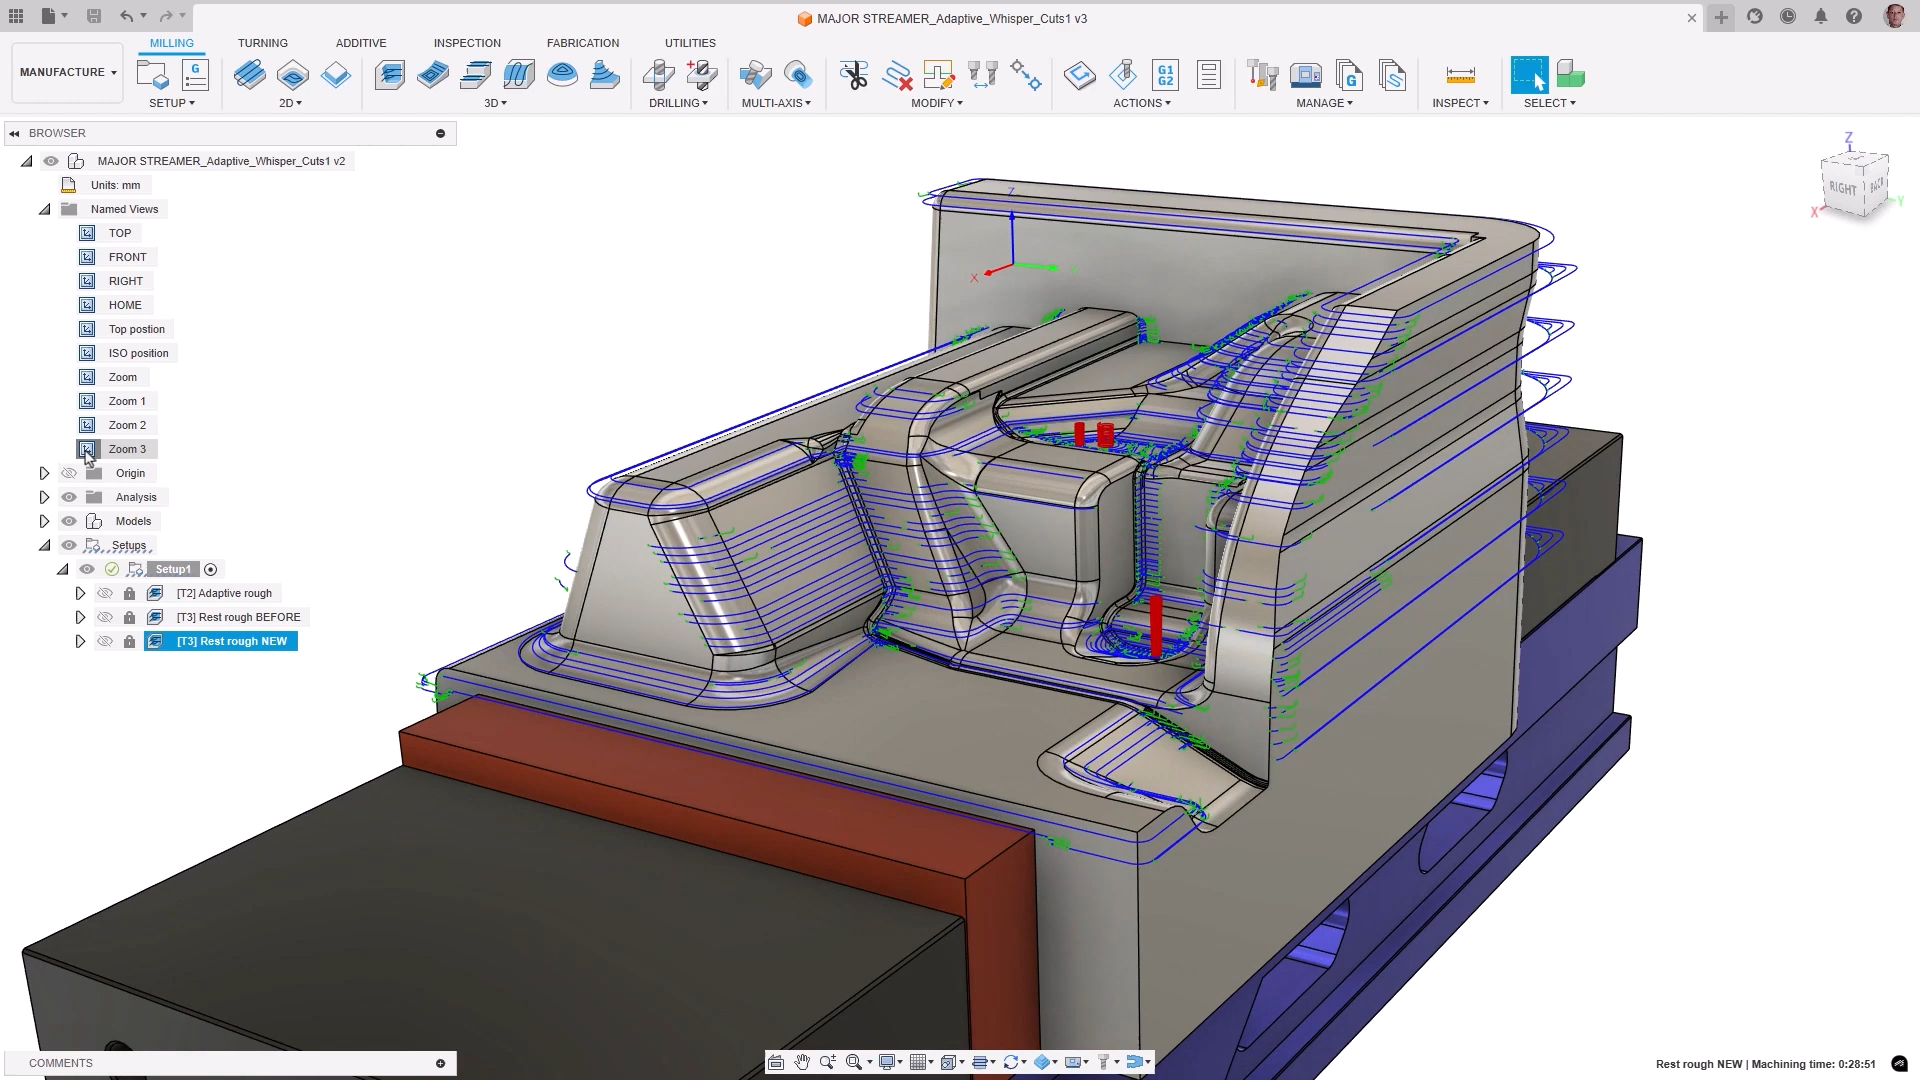 MAJOR STREAMER_Adaptive_Whisper_Cuts1 v3
MANUFACTURE
MILLING
TURNING
ADDITIVE
INSPECTION
FABRICATION
UTILITIES
G
G1
G2
G
SETUP
2D
3D
DRILLING
MULTI-AXIS
MODIFY
ACTIONS
MANAGE
INSPECT
SELECT
BROWSER
MAJOR STREAMER_Adaptive_Whisper_Cuts1 v2
Units: mm
Named Views
TOP
FRONT
RIGHT
HOME
Top postion
ISO position
Zoom
Zoom 1
Zoom 2
Zoom 3
Origin
Analysis
Models
Setups
Setup1
[T2] Adaptive rough
[T3] Rest rough BEFORE
[T3] Rest rough NEW
Z
X
Z
RIGHT
BACK
X
Y
COMMENTS
Rest rough NEW | Machining time: 0:28:51